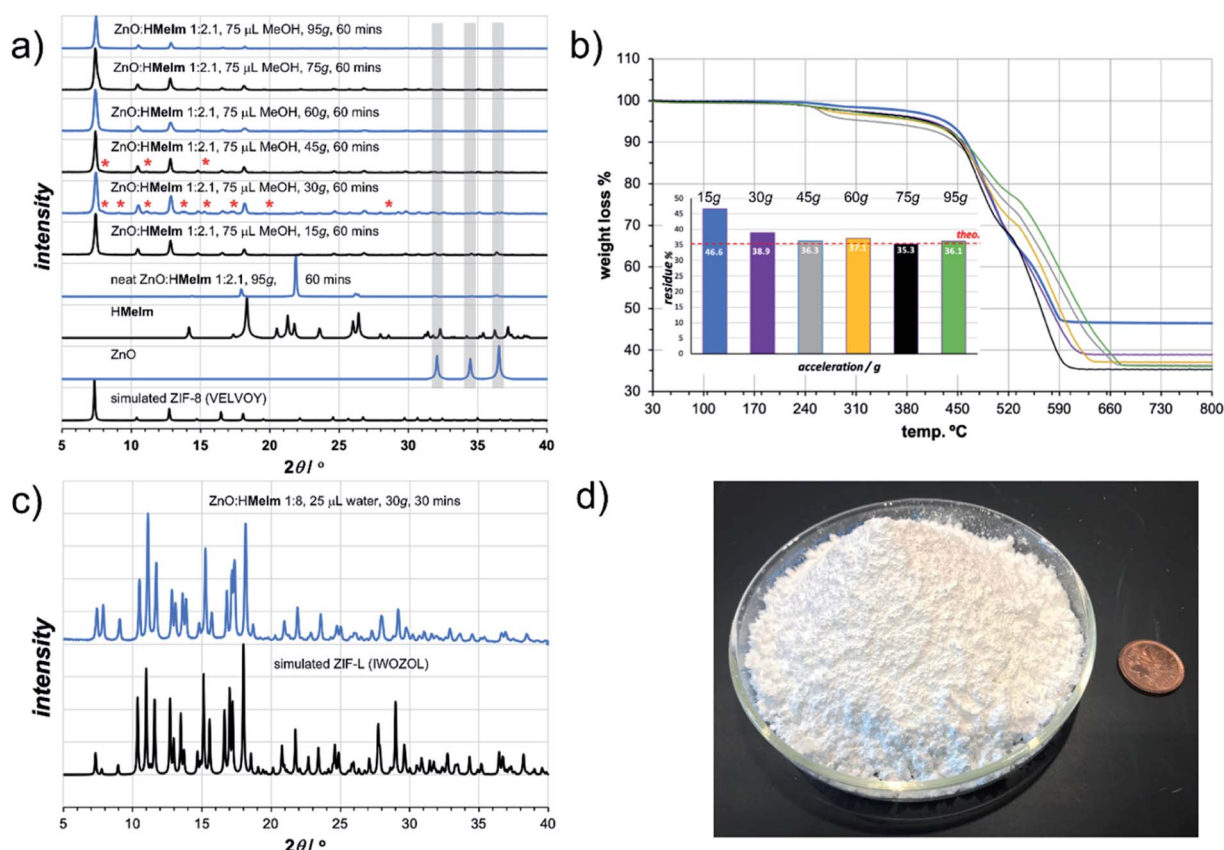 a)
ZnO:HMeIm 1:2.1, 75 μL MeOH, 95g, 60 mins
ZnO:HMeIm 1:2.1, 75 μL MeOH, 75g, 60 mins
ZnO:HMeIm 1:2.1, 75 μL MeOH, 60g, 60 mins
ZnO:HMeIm 1:2.1, 75 μL MeOH, 45g, 60 mins
* * *
ZnO:HMeIm 1:2.1, 75 μL MeOH, 30g, 60 mins
* * * * * * * *
ZnO:HMeIm 1:2.1, 75 μL MeOH, 15g, 60 mins
neat ZnO:HMeIm 1:2.1, 95g, 60 mins
HMeIm
ZnO
simulated ZIF-8 (VELVOY)
intensity
5 10 15 20 25 30 35 40
2θ/ °
b)
110
100
90
80
70
60
50
40
30
weight loss %
30 100 170 240 310 380 450 520 590 660 730 800
temp. ºC
15g 30g 45g 60g 75g 95g
50
45
40
35
30
25
20
15
10
5
0
residue %
theo.
46.6 38.9 36.3 37.1 35.3 36.1
acceleration / g
c)
ZnO:HMeIm 1:8, 25 μL water, 30g, 30 mins
simulated ZIF-L (IWOZOL)
intensity
5 10 15 20 25 30 35 40
2θ/ °
d)